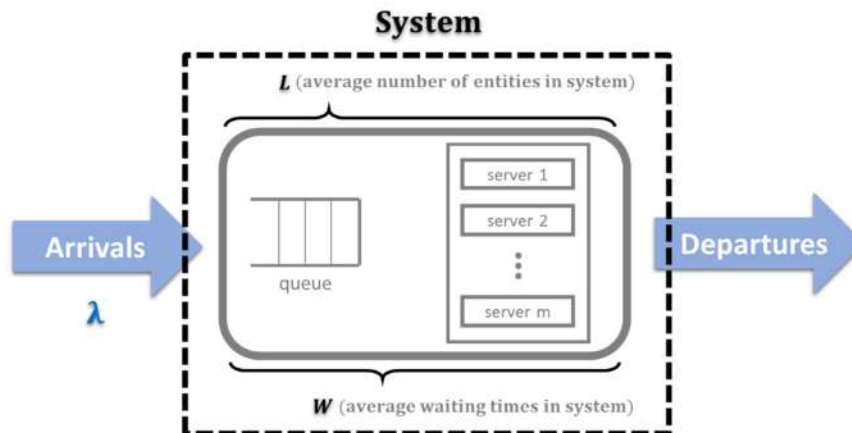 System
L (average number of entities in system)
server 1
Arrivals
server 2
Departures
queue
λ
server m
W (average waiting times in system)